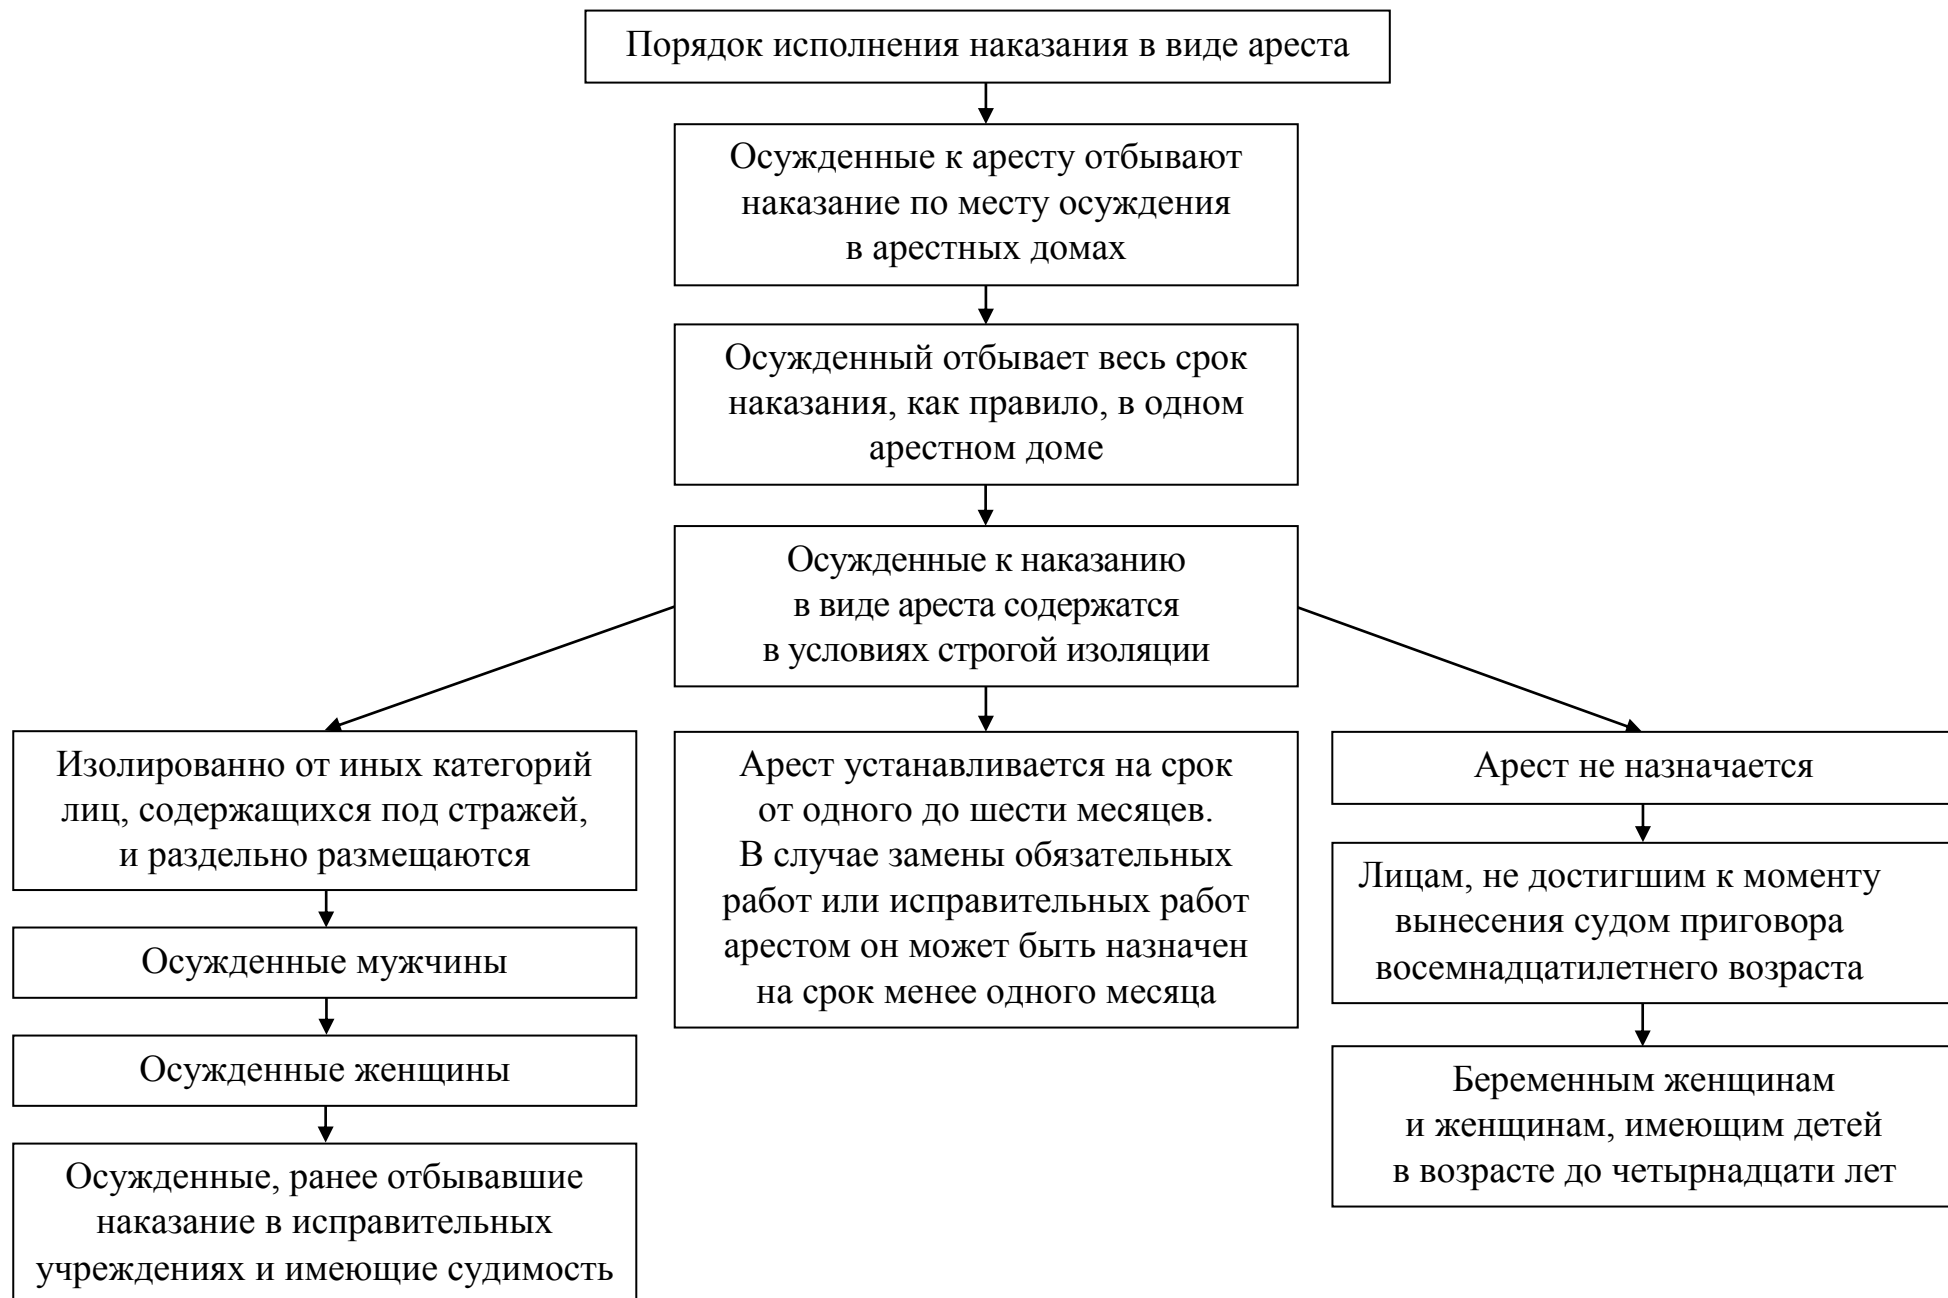 Порядок исполнения наказания в виде ареста
Осужденные к аресту отбывают
наказание по месту осуждения
в арестных домах
Осужденный отбывает весь срок
наказания, как правило, в одном
арестном доме
Осужденные к наказанию
в виде ареста содержатся
в условиях строгой изоляции
Изолированно от иных категорий
лиц, содержащихся под стражей,
и раздельно размещаются
Осужденные мужчины
Осужденные женщины
Осужденные, ранее отбывавшие
наказание в исправительных
учреждениях и имеющие судимость
Арест устанавливается на срок
от одного до шести месяцев.
В случае замены обязательных
работ или исправительных работ
арестом он может быть назначен
на срок менее одного месяца
Арест не назначается
Лицам, не достигшим к моменту
вынесения судом приговора
восемнадцатилетнего возраста
Беременным женщинам
и женщинам, имеющим детей
в возрасте до четырнадцати лет